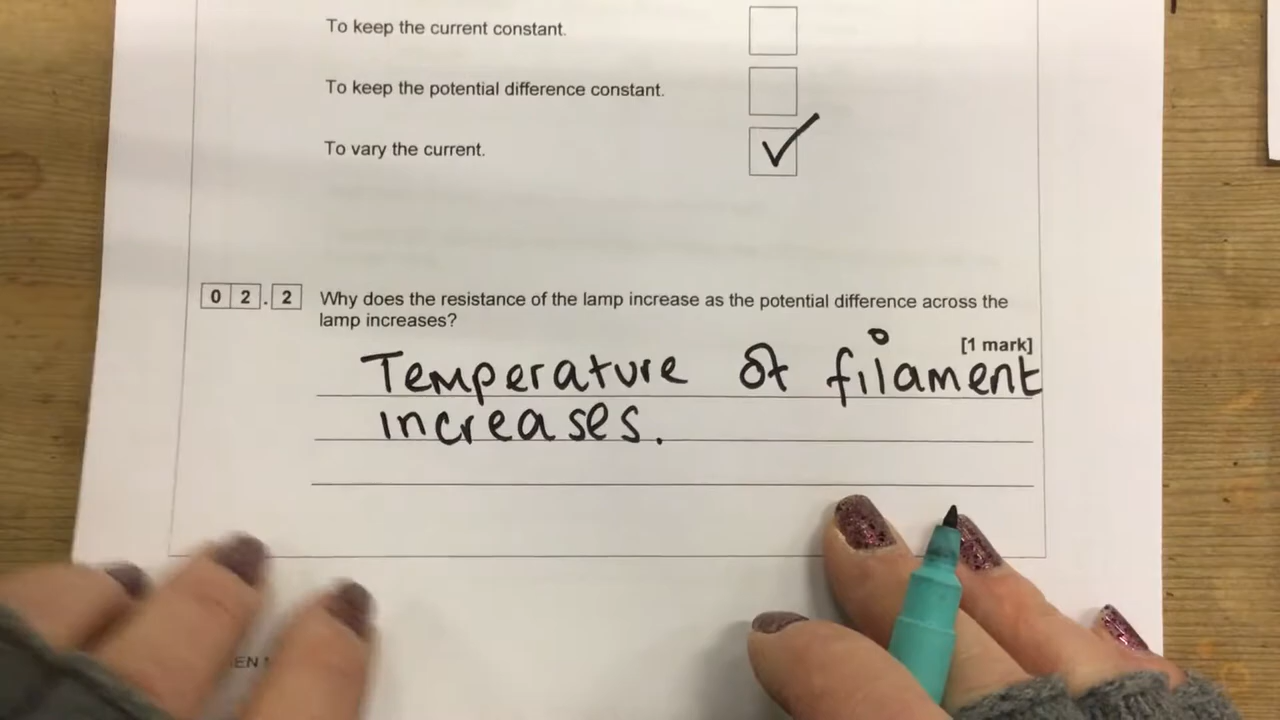 To keep the current constant.
To keep the potential difference constant.
To vary the current.
0 2 . 2 Why does the resistance of the lamp increase as the potential difference across the
lamp increases?
[1 mark]
Temperature of filament
increases.